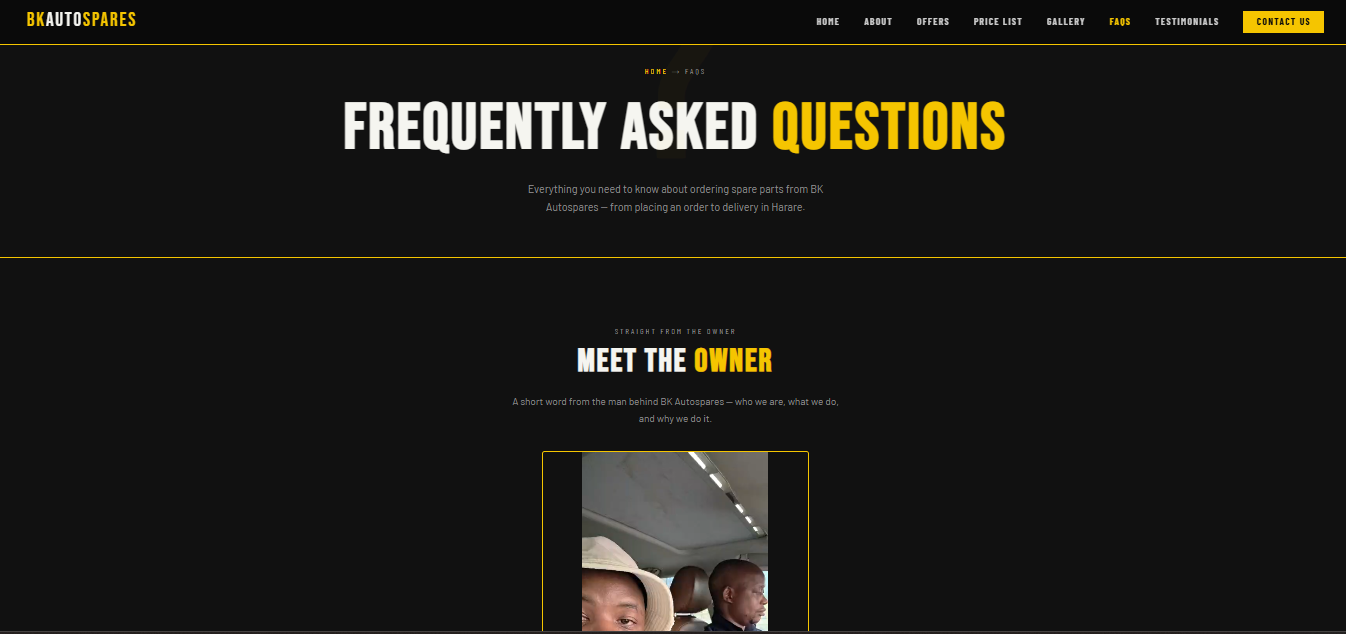 BKAUTOSPARES
HOME ABOUT OFFERS PRICE LIST GALLERY FAQS TESTIMONIALS CONTACT US
HOME → FAQS
FREQUENTLY ASKED QUESTIONS
Everything you need to know about ordering spare parts from BK
Autospares — from placing an order to delivery in Harare.
STRAIGHT FROM THE OWNER
MEET THE OWNER
A short word from the man behind BK Autospares — who we are, what we do,
and why we do it.